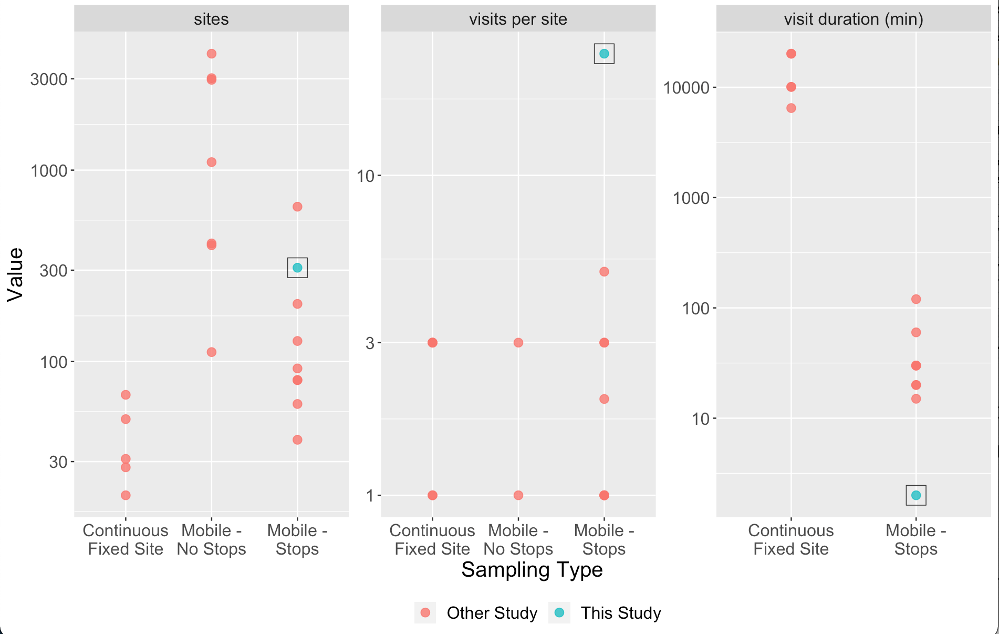 sites
visits per site
visit duration (min)
Value
3000
1000
300
100
30
10
3
1
10000
1000
100
10
Continuous
Fixed Site
Mobile -
No Stops
Mobile -
Stops
Continuous
Fixed Site
Mobile -
No Stops
Mobile -
Stops
Continuous
Fixed Site
Mobile -
Stops
Sampling Type
Other Study
This Study